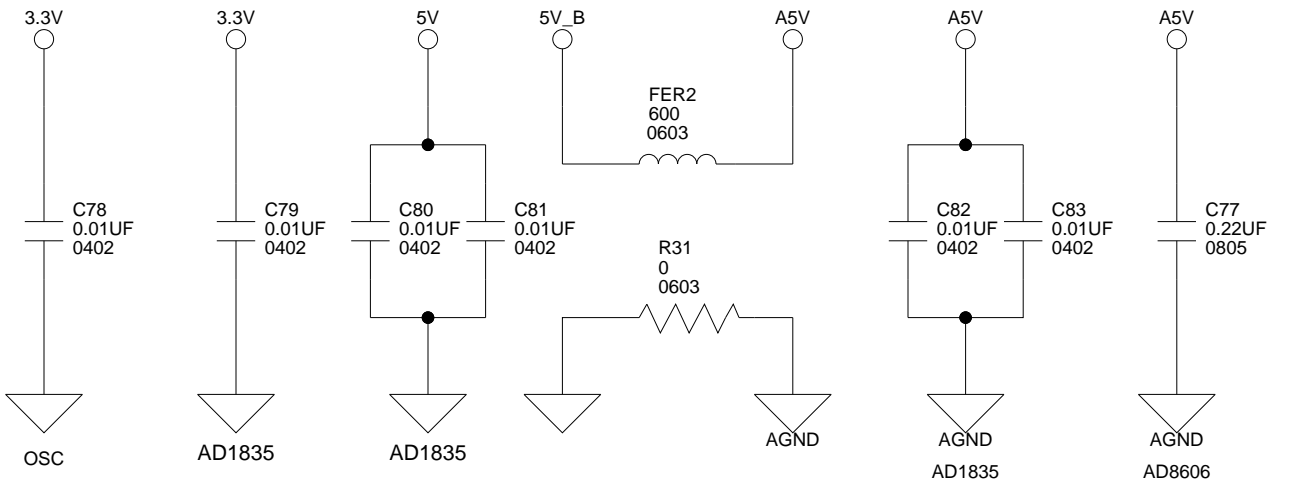 3.3V
3.3V
5V
5V_B
A5V
A5V
A5V
FER2
600
0603
C78
0.01UF
0402
C79
0.01UF
0402
C80
0.01UF
0402
C81
0.01UF
0402
R31
0
0603
C82
0.01UF
0402
C83
0.01UF
0402
C77
0.22UF
0805
OSC
AD1835
AD1835
AGND
AGND
AD1835
AGND
AD8606